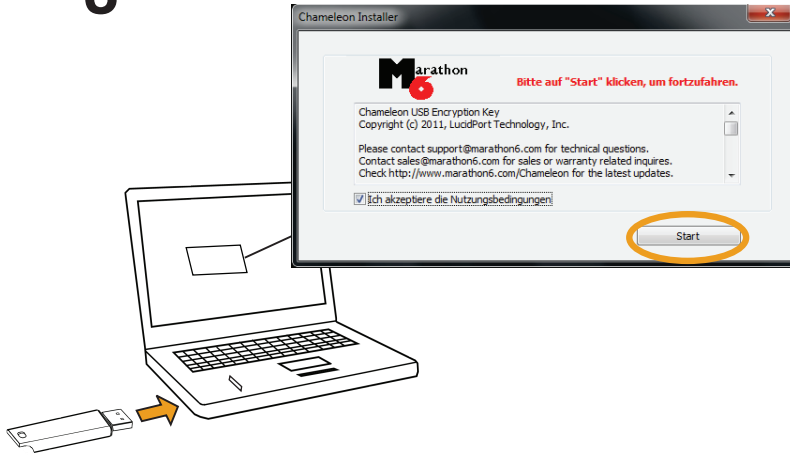 Chameleon Installer
Marathon
6
Bitte auf "Start" klicken, um fortzufahren.
Chameleon USB Encryption Key
Copyright (c) 2011, LucidPort Technology, Inc.
Please contact support@marathon6.com for technical questions.
Contact sales@marathon6.com for sales or warranty related inquires.
Check http://www.marathon6.com/Chameleon for the latest updates.
Ich akzeptiere die Nutzungsbedingungen
Start